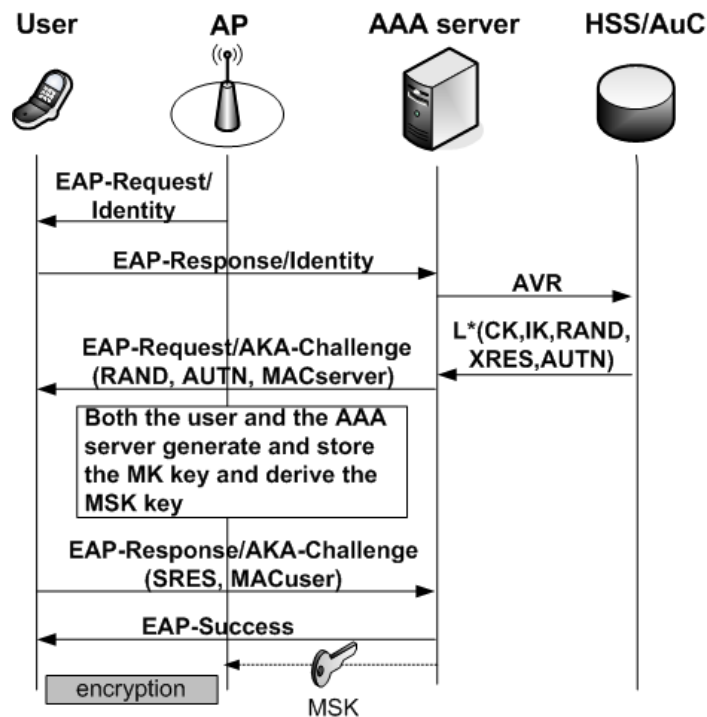 User
AP
AAA server
HSS/AuC
EAP-Request/
Identity
EAP-Response/Identity
AVR
L*(CK,IK,RAND,
XRES,AUTN)
EAP-Request/AKA-Challenge
(RAND, AUTN, MACserver)
Both the user and the AAA
server generate and store
the MK key and derive the
MSK key
EAP-Response/AKA-Challenge
(SRES, MACuser)
EAP-Success
encryption
MSK